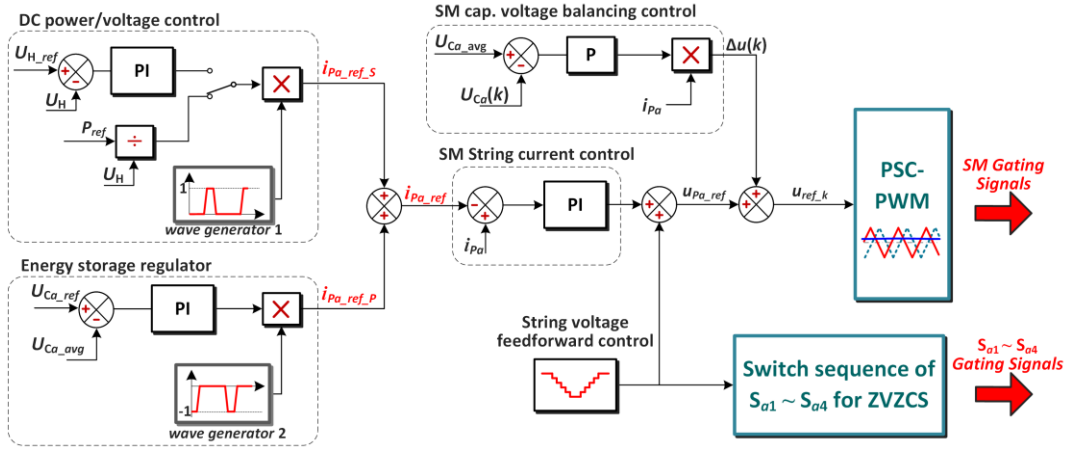 DC power/voltage control
U_H_ref
+
−
PI
U_H
P_ref
÷
U_H
×
i_Pa_ref_S
1
wave generator 1
Energy storage regulator
U_Ca_ref
+
−
PI
×
i_Pa_ref_P
U_Ca_avg
-1
wave generator 2
+
+
i_Pa_ref
SM cap. voltage balancing control
U_Ca_avg
+
−
P
×
Δu(k)
U_Ca(k)
i_Pa
SM String current control
−
+
PI
i_Pa
+
+
u_Pa_ref
+
+
u_ref_k
String voltage
feedforward control
PSC-
PWM
SM Gating
Signals
Switch sequence of
S_a1 ~ S_a4 for ZVZCS
S_a1 ~ S_a4
Gating Signals